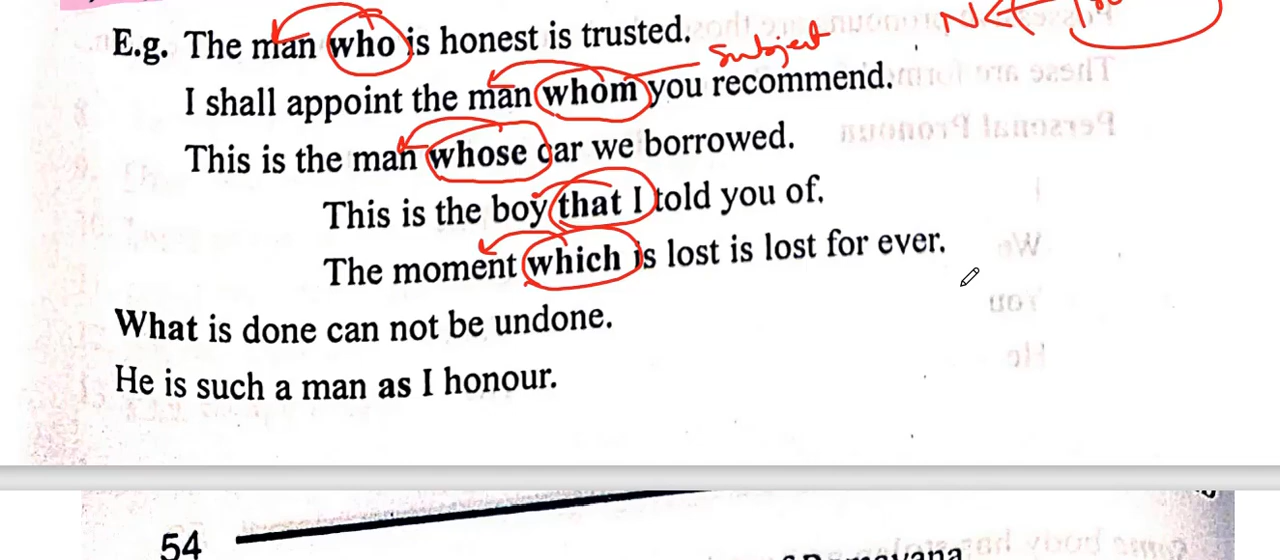 E.g. The man who is honest is trusted.
subject
I shall appoint the man whom you recommend.
This is the man whose car we borrowed.
This is the boy that I told you of.
The moment which is lost is lost for ever.
What is done can not be undone.
He is such a man as I honour.
54